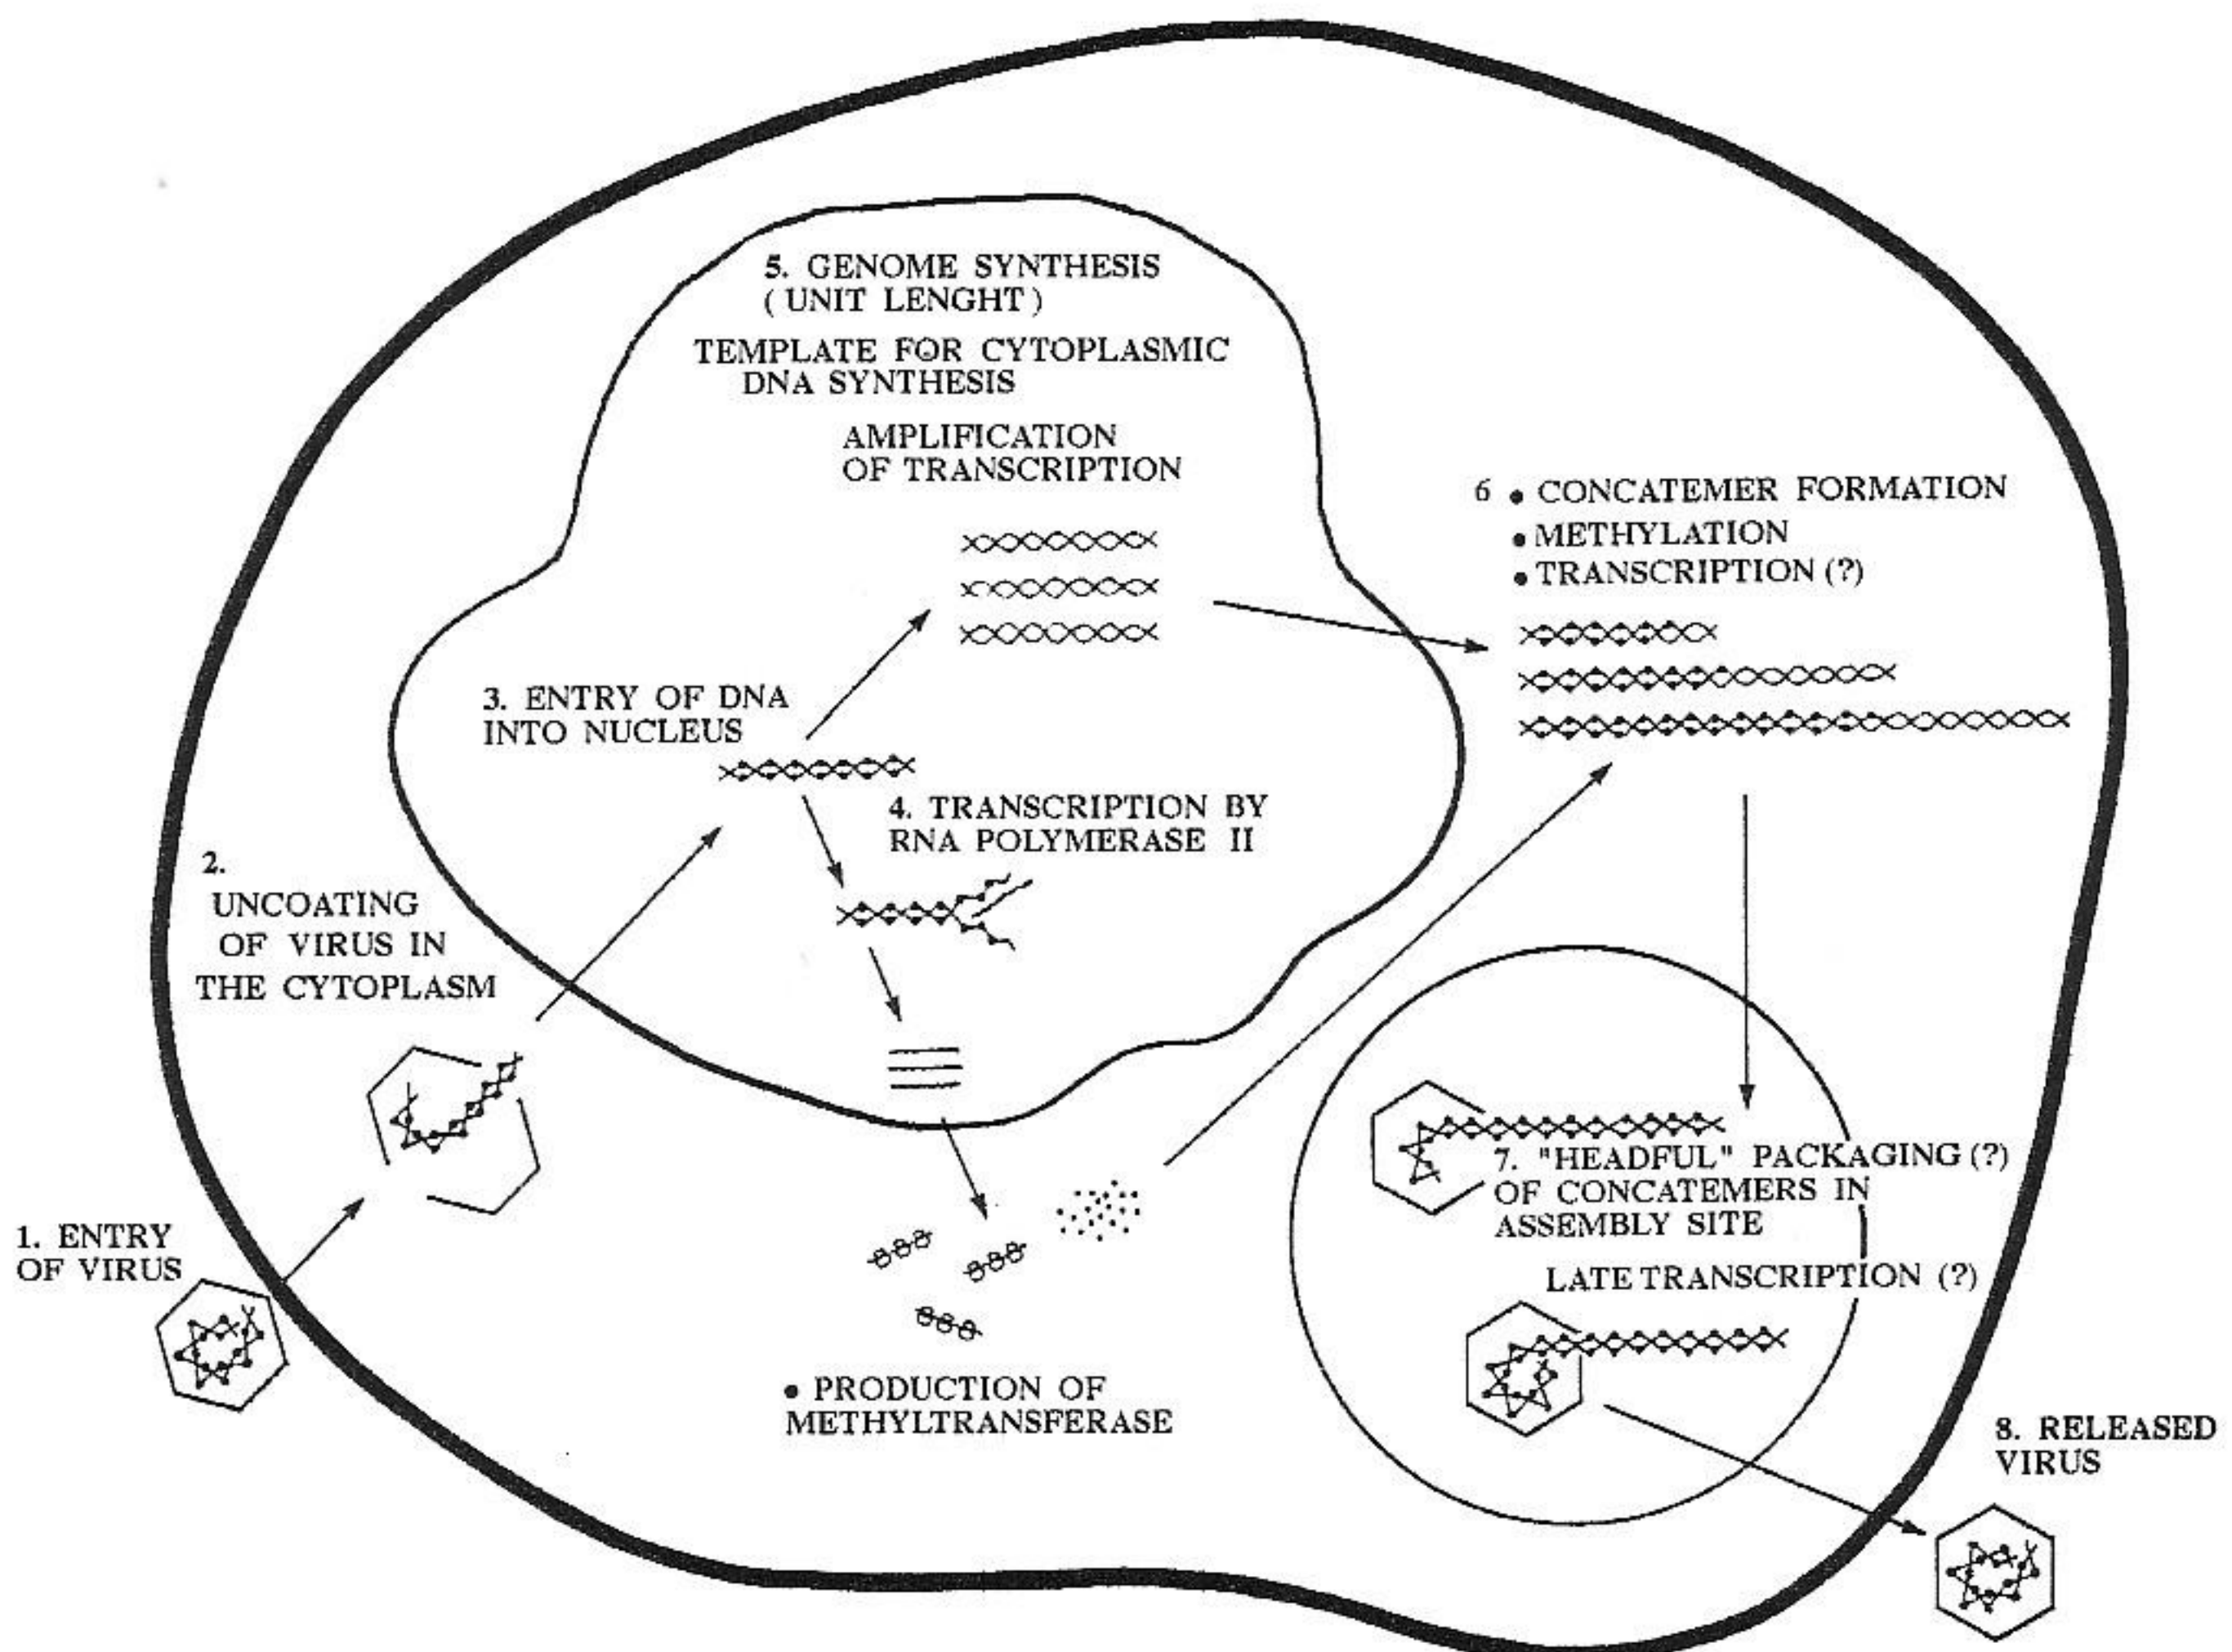 5. GENOME SYNTHESIS
( UNIT LENGHT )
TEMPLATE FOR CYTOPLASMIC
DNA SYNTHESIS
AMPLIFICATION
OF TRANSCRIPTION
6 • CONCATEMER FORMATION
• METHYLATION
• TRANSCRIPTION (?)
3. ENTRY OF DNA
INTO NUCLEUS
4. TRANSCRIPTION BY
RNA POLYMERASE II
2.
UNCOATING
OF VIRUS IN
THE CYTOPLASM
1. ENTRY
OF VIRUS
7. "HEADFUL" PACKAGING (?)
OF CONCATEMERS IN
ASSEMBLY SITE
LATE TRANSCRIPTION (?)
• PRODUCTION OF
METHYLTRANSFERASE
8. RELEASED
VIRUS